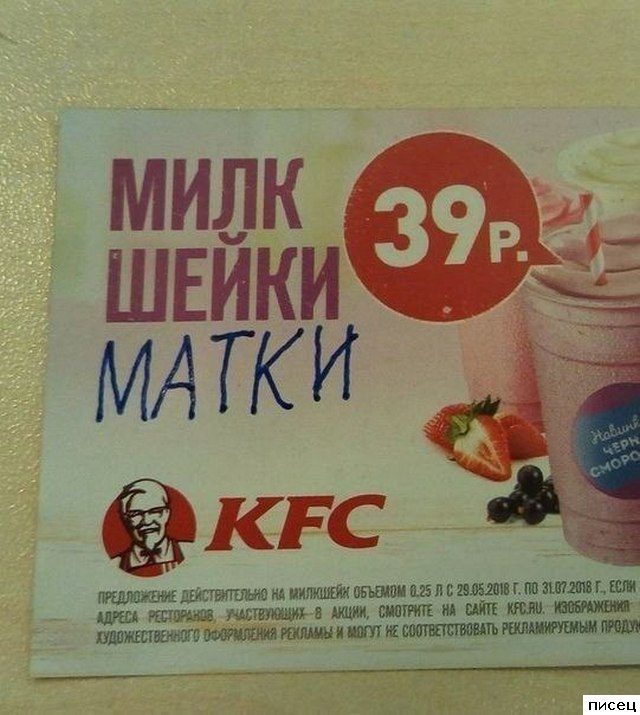 МИЛК
ШЕЙКИ
МАТКИ
39Р.
KFC
ПРЕДЛОЖЕНИЕ ДЕЙСТВИТЕЛЬНО НА МИЛКШЕЙК ОБЪЕМОМ 0,25 Л С 29.05.2018 Г. ПО 31.07.2018 Г., ЕСЛИ
АДРЕСА РЕСТОРАНОВ, УЧАСТВУЮЩИХ В АКЦИИ, СМОТРИТЕ НА САЙТЕ KFC.RU. ИЗОБРАЖЕНИЯ
ХУДОЖЕСТВЕННОГО ОФОРМЛЕНИЯ РЕКЛАМЫ И МОГУТ НЕ СООТВЕТСТВОВАТЬ РЕКЛАМИРУЕМЫМ
писец